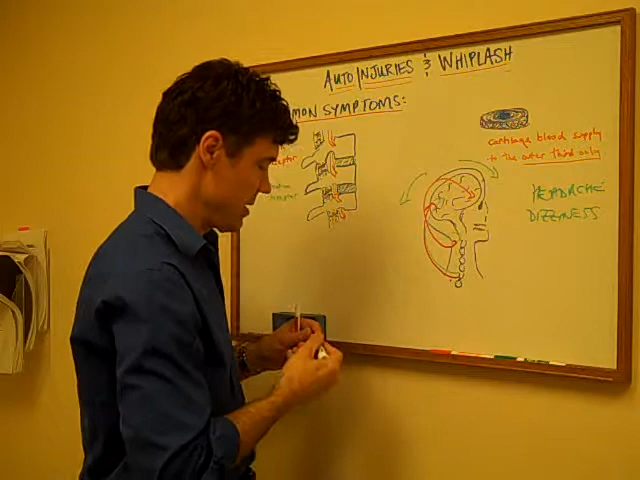 AUTO INJURIES & WHIPLASH
MON SYMPTOMS:
cartilage blood supply
to the outer third only
HEADACHE
DIZZINESS